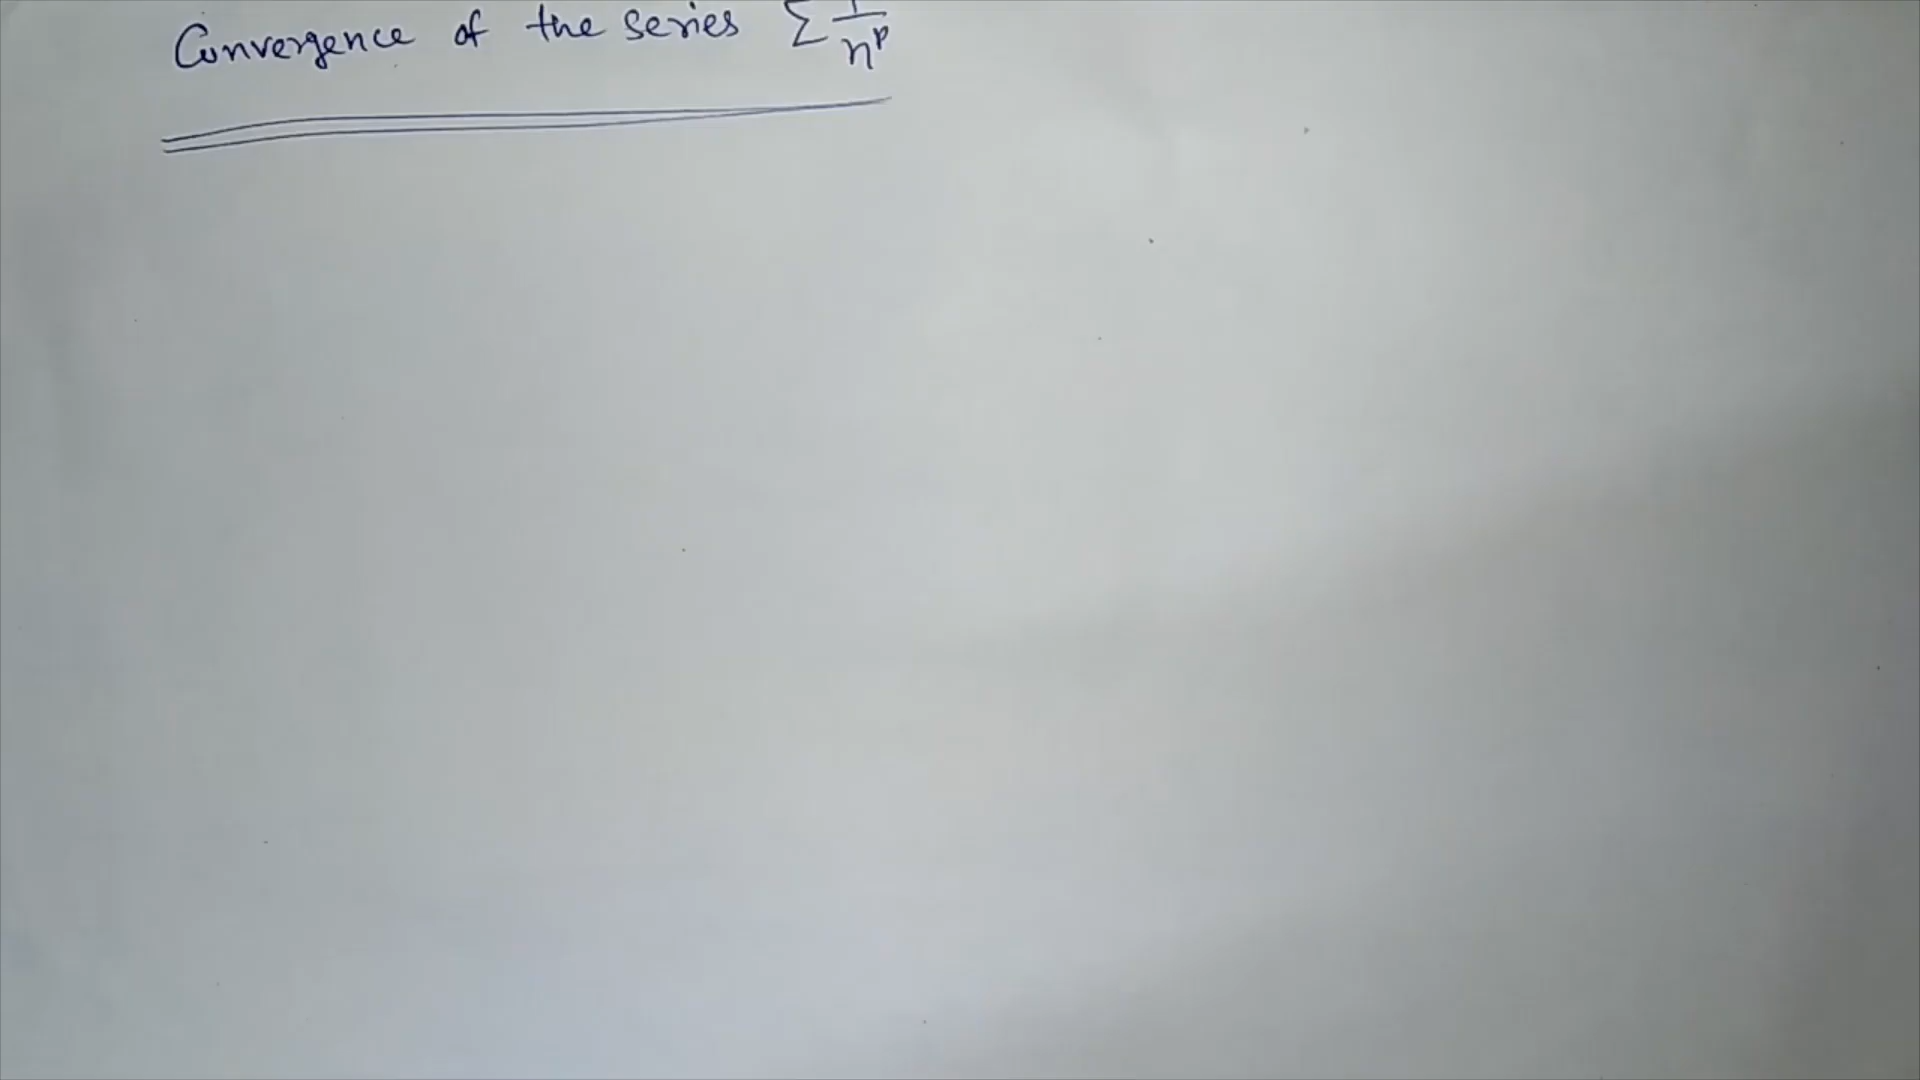 Convergence of the series ∑ 1/n^p